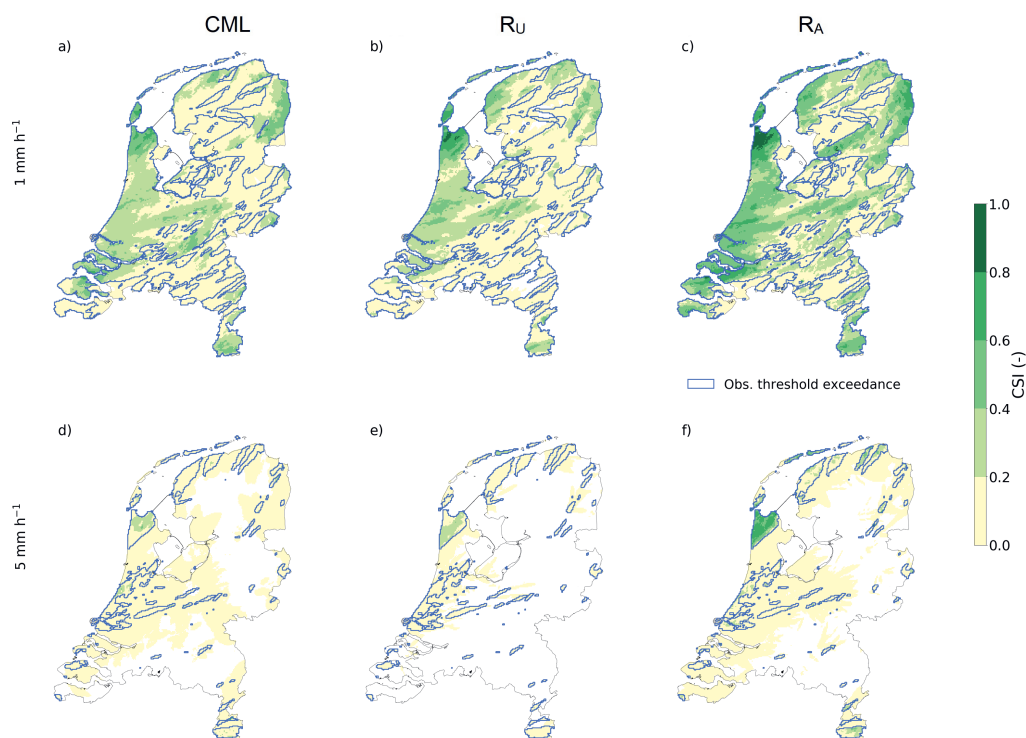 CML R_U R_A
a) b) c)
1 mm h⁻¹
1.0
0.8
0.6
0.4
0.2
0.0
CSI (-)
Obs. threshold exceedance
d) e) f)
5 mm h⁻¹